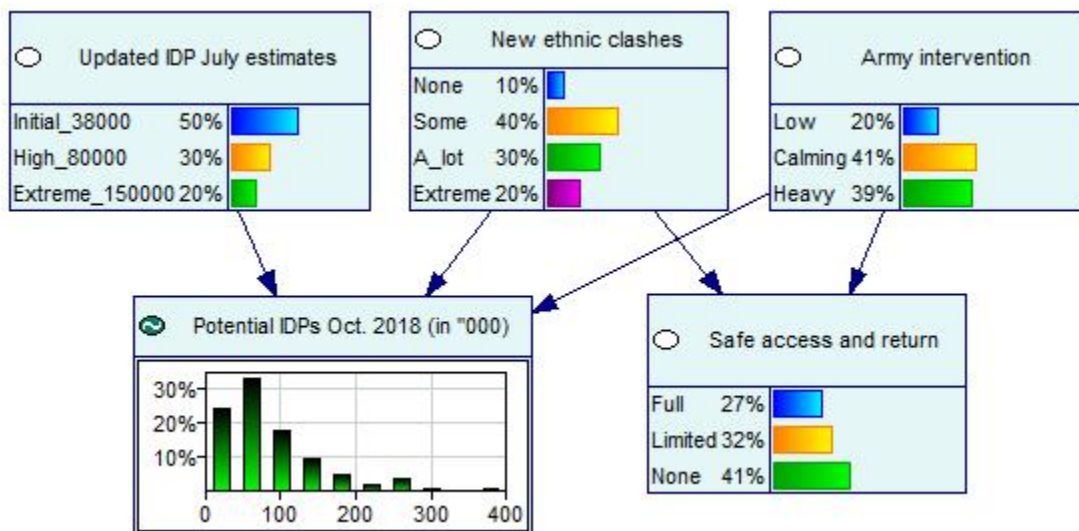 Updated IDP July estimates
Initial_38000 50%
High_80000 30%
Extreme_150000 20%
New ethnic clashes
None 10%
Some 40%
A_lot 30%
Extreme 20%
Army intervention
Low 20%
Calming 41%
Heavy 39%
Potential IDPs Oct. 2018 (in "000)
30%
20%
10%
0 100 200 300 400
Safe access and return
Full 27%
Limited 32%
None 41%